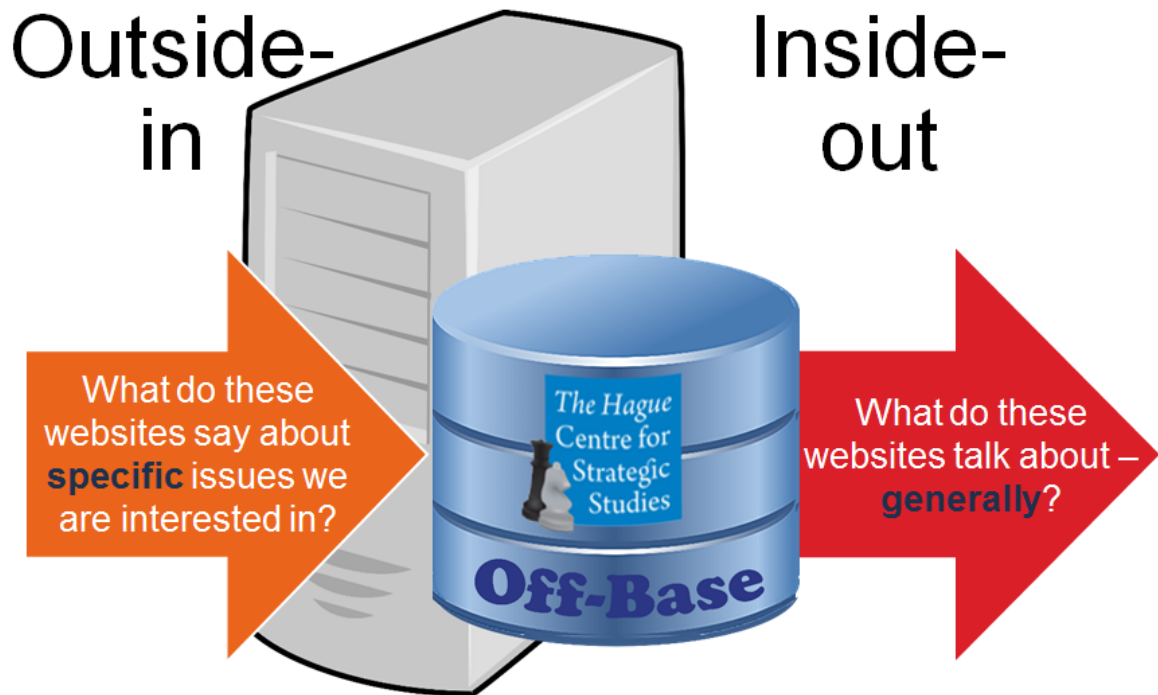 Outside-
in
Inside-
out
What do these
websites say about
specific issues we
are interested in?
The Hague
Centre for
Strategic
Studies
Off-Base
What do these
websites talk about –
generally?